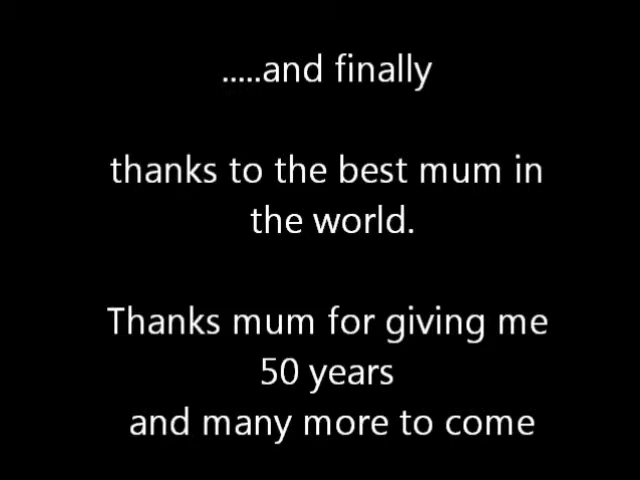 .....and finally
thanks to the best mum in
the world.
Thanks mum for giving me
50 years
and many more to come